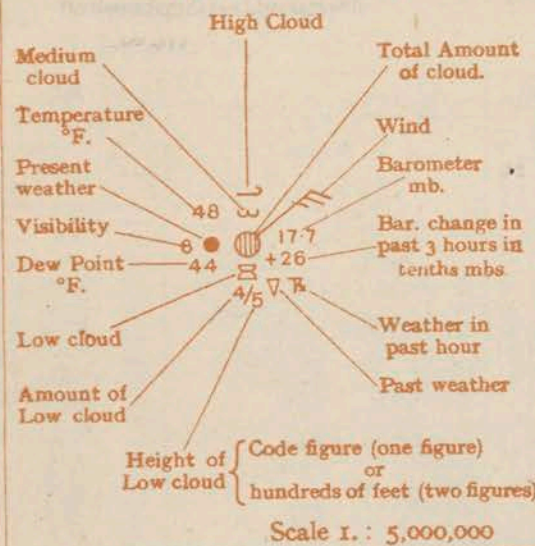 High Cloud
Medium
cloud
Total Amount
of cloud.
Temperature
°F.
Wind
Present
weather
Barometer
mb.
48
Visibility
6
17.7
Bar. change in
past 3 hours in
tenths mbs.
+26
Dew Point
°F.
44
4/5
Low cloud
Weather in
past hour
Amount of
Low cloud
Past weather
Height of
Low cloud
Code figure (one figure)
or
hundreds of feet (two figures)
Scale 1. : 5,000,000